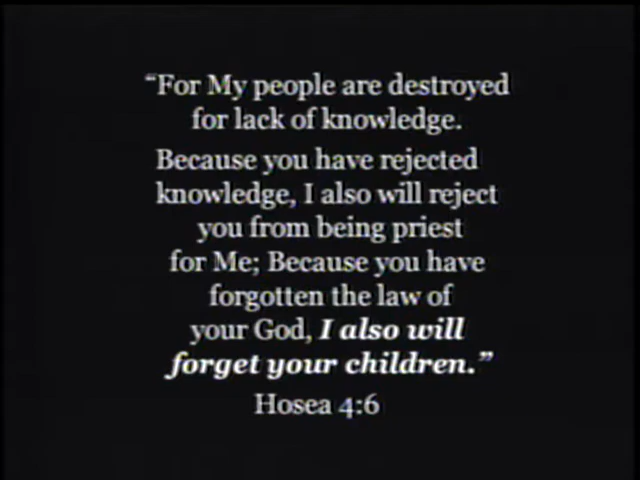 “For My people are destroyed
for lack of knowledge.
Because you have rejected
knowledge, I also will reject
you from being priest
for Me; Because you have
forgotten the law of
your God, I also will
forget your children.”
Hosea 4:6